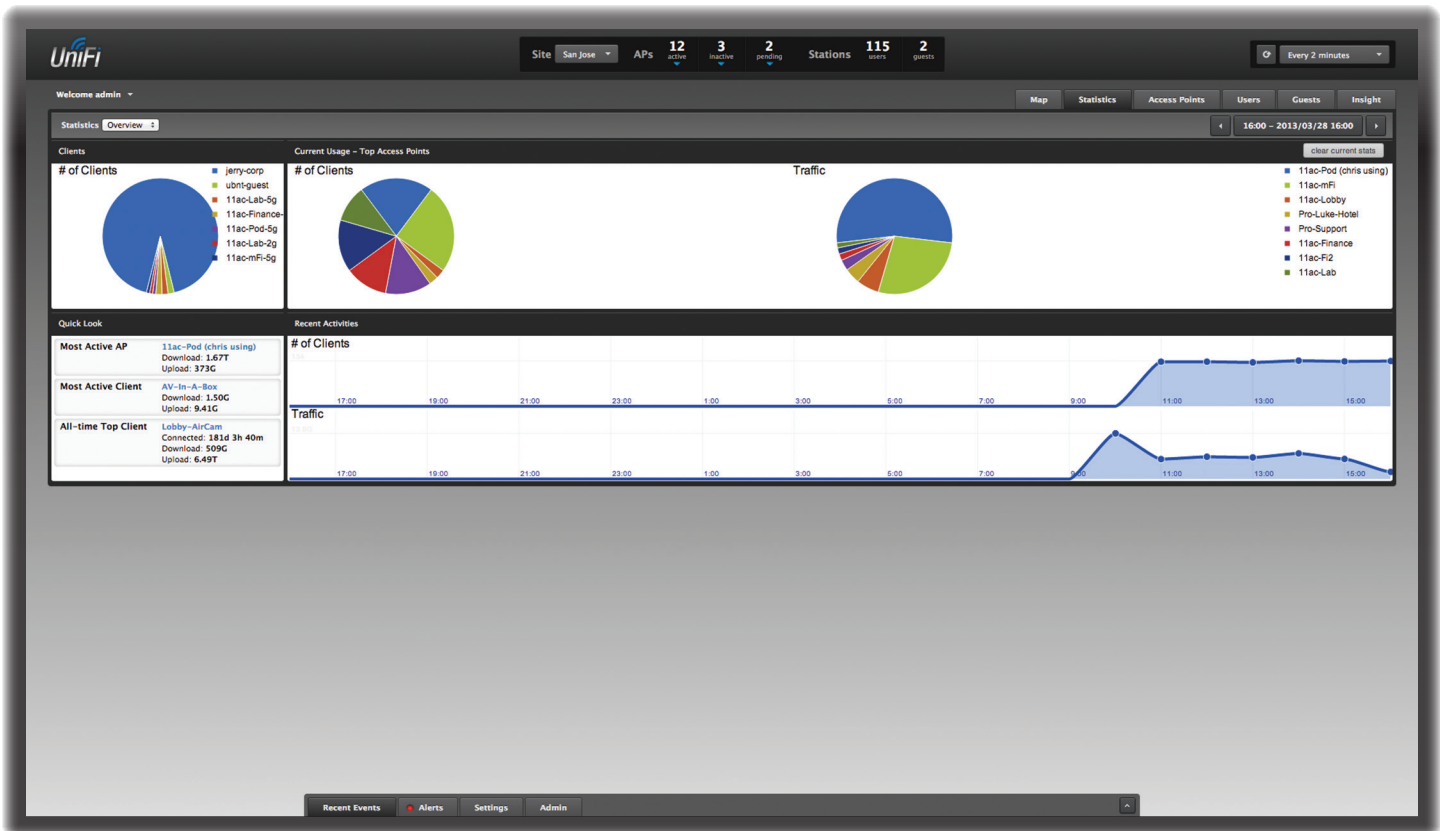 UniFi
Site San Jose APs 12 active 3 inactive 2 pending Stations 115 users 2 guests
Every 2 minutes
Welcome admin
Map Statistics Access Points Users Guests Insight
Statistics Overview
16:00 – 2013/03/28 16:00
Clients
Current Usage – Top Access Points
clear current stats
# of Clients
jerry-corp
ubnt-guest
11ac-Lab-5g
11ac-Finance-
11ac-Pod-5g
11ac-Lab-2g
11ac-mFi-5g
# of Clients
Traffic
11ac-Pod (chris using)
11ac-mFi
11ac-Lobby
Pro-Luke-Hotel
Pro-Support
11ac-Finance
11ac-Fi2
11ac-Lab
Quick Look
Most Active AP
11ac-Pod (chris using)
Download: 1.67T
Upload: 373G
Most Active Client
AV-In-A-Box
Download: 1.50G
Upload: 9.41G
All-time Top Client
Lobby-AirCam
Connected: 181d 3h 40m
Download: 509G
Upload: 6.49T
Recent Activities
# of Clients
17:00 19:00 21:00 23:00 1:00 3:00 5:00 7:00 9:00 11:00 13:00 15:00
Traffic
17:00 19:00 21:00 23:00 1:00 3:00 5:00 7:00 9:00 11:00 13:00 15:00
Recent Events Alerts Settings Admin